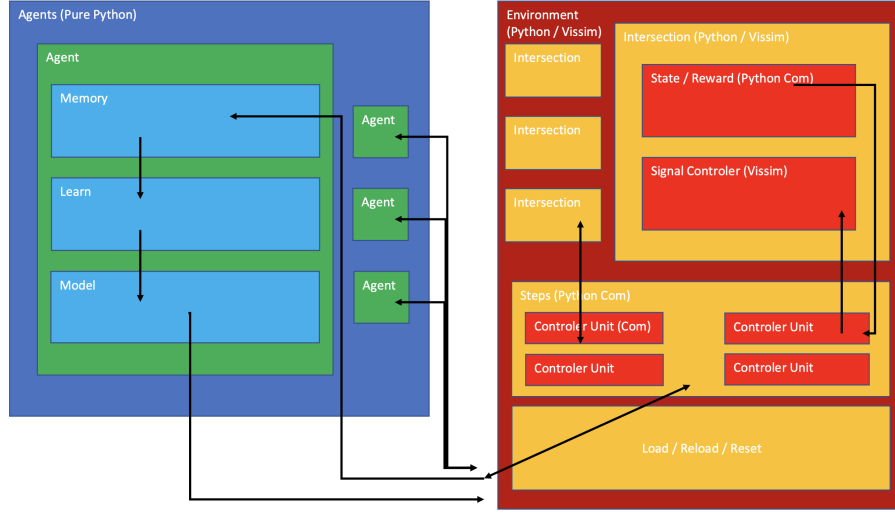 Agents (Pure Python)
Agent
Memory
Learn
Model
Agent
Agent
Agent
Environment
(Python / Vissim)
Intersection
Intersection
Intersection
Intersection (Python / Vissim)
State / Reward (Python Com)
Signal Controler (Vissim)
Steps (Python Com)
Controler Unit (Com)
Controler Unit
Controler Unit
Controler Unit
Load / Reload / Reset